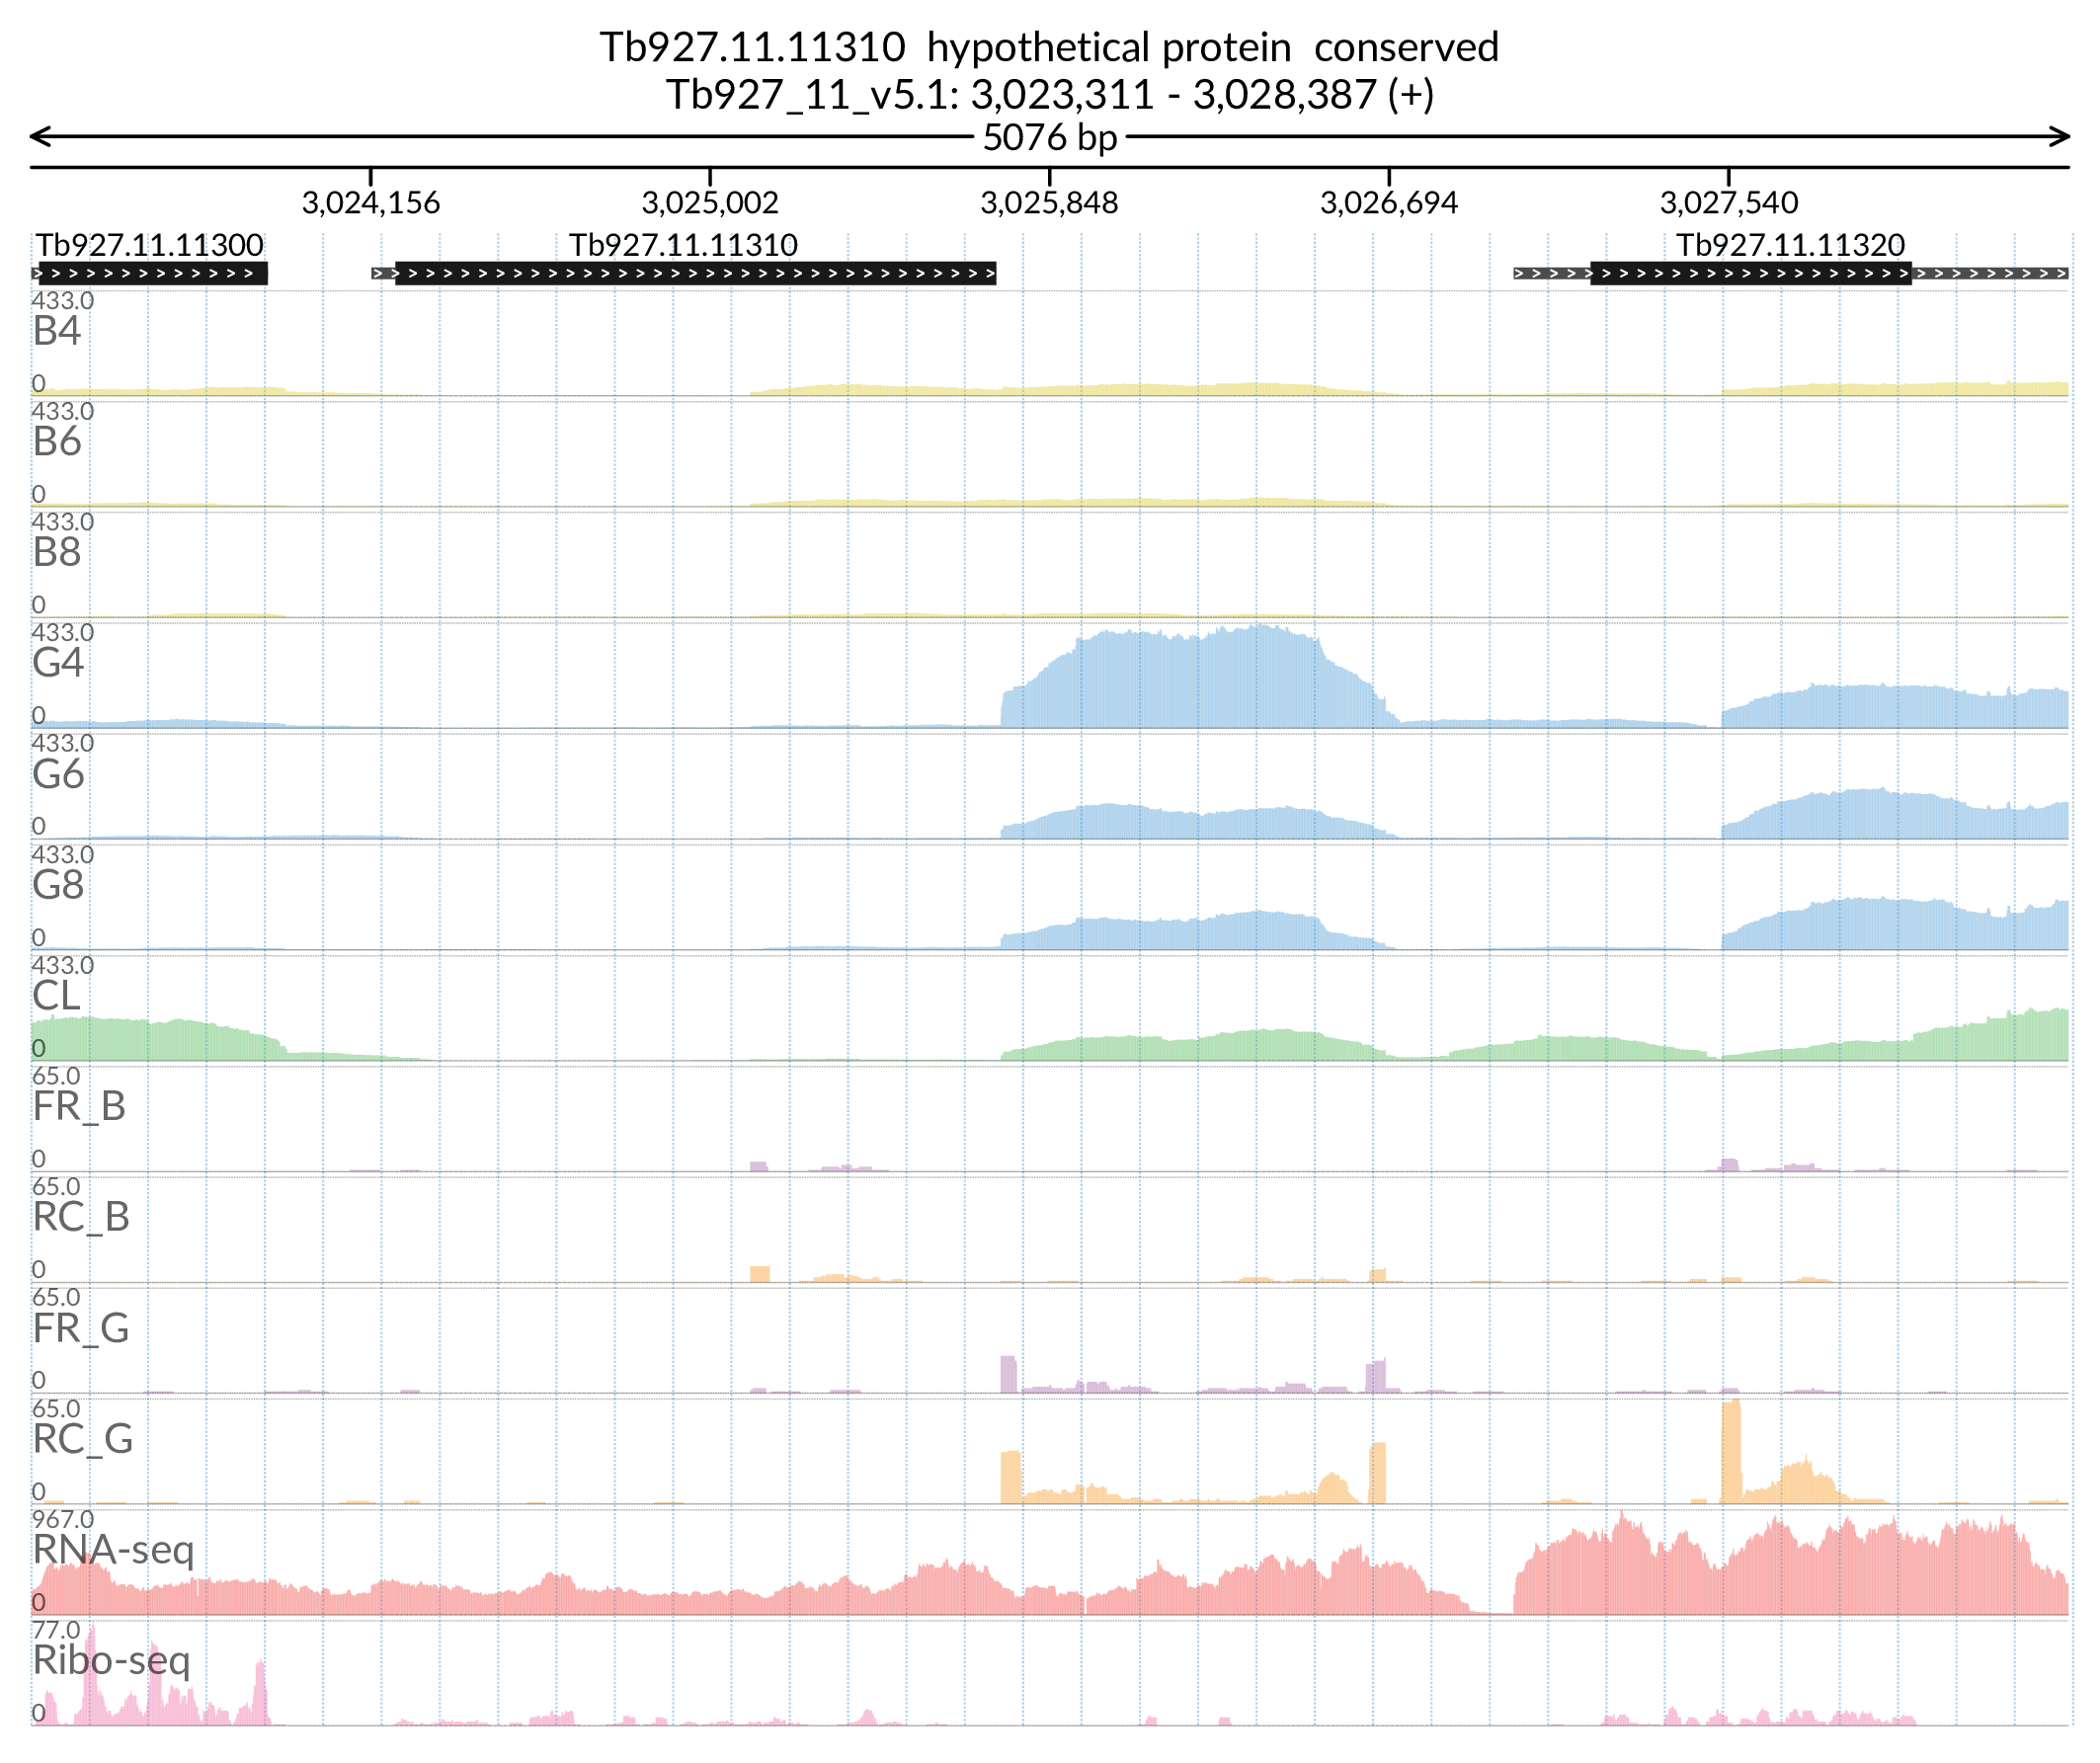 Tb927.11.11310 hypothetical protein conserved
Tb927_11_v5.1: 3,023,311 - 3,028,387 (+)
5076 bp
3,024,156 3,025,002 3,025,848 3,026,694 3,027,540
Tb927.11.11300 Tb927.11.11310 Tb927.11.11320
433.0
B4
0
433.0
B6
0
433.0
B8
0
433.0
G4
0
433.0
G6
0
433.0
G8
0
433.0
CL
0
65.0
FR_B
0
65.0
RC_B
0
65.0
FR_G
0
65.0
RC_G
0
967.0
RNA-seq
0
77.0
Ribo-seq
0